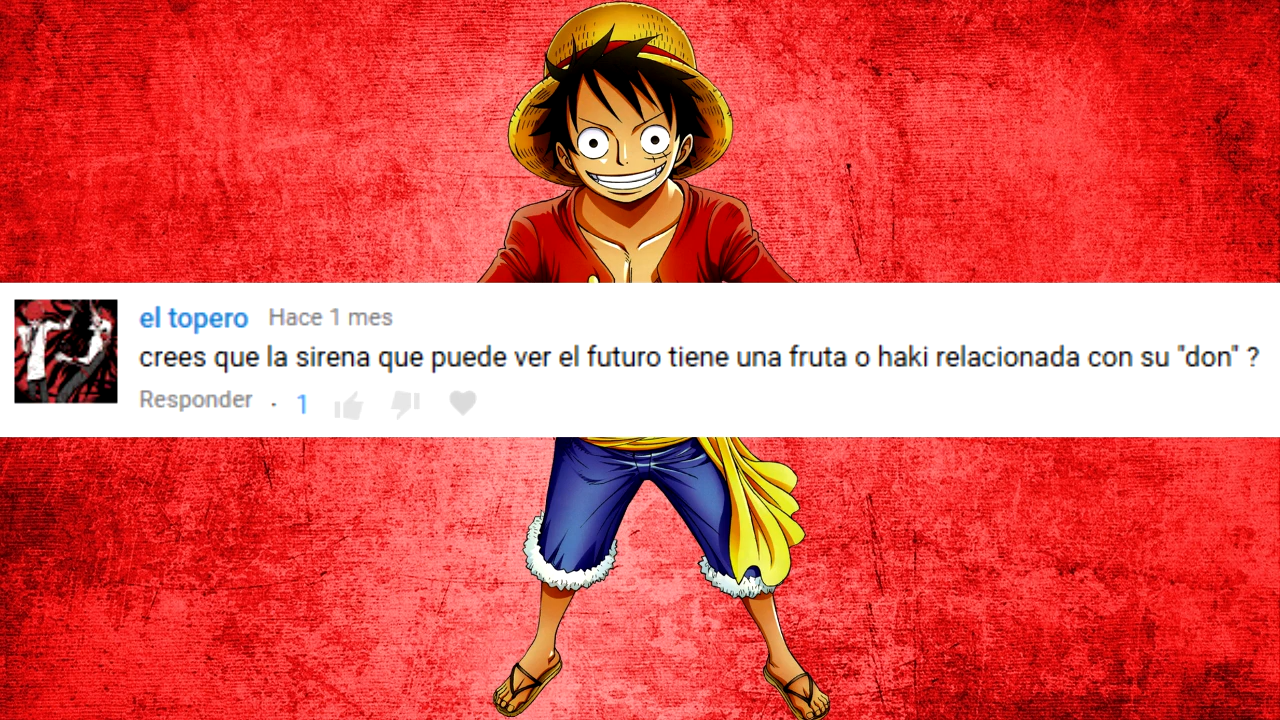 el topero Hace 1 mes
crees que la sirena que puede ver el futuro tiene una fruta o haki relacionada con su "don" ?
Responder · 1